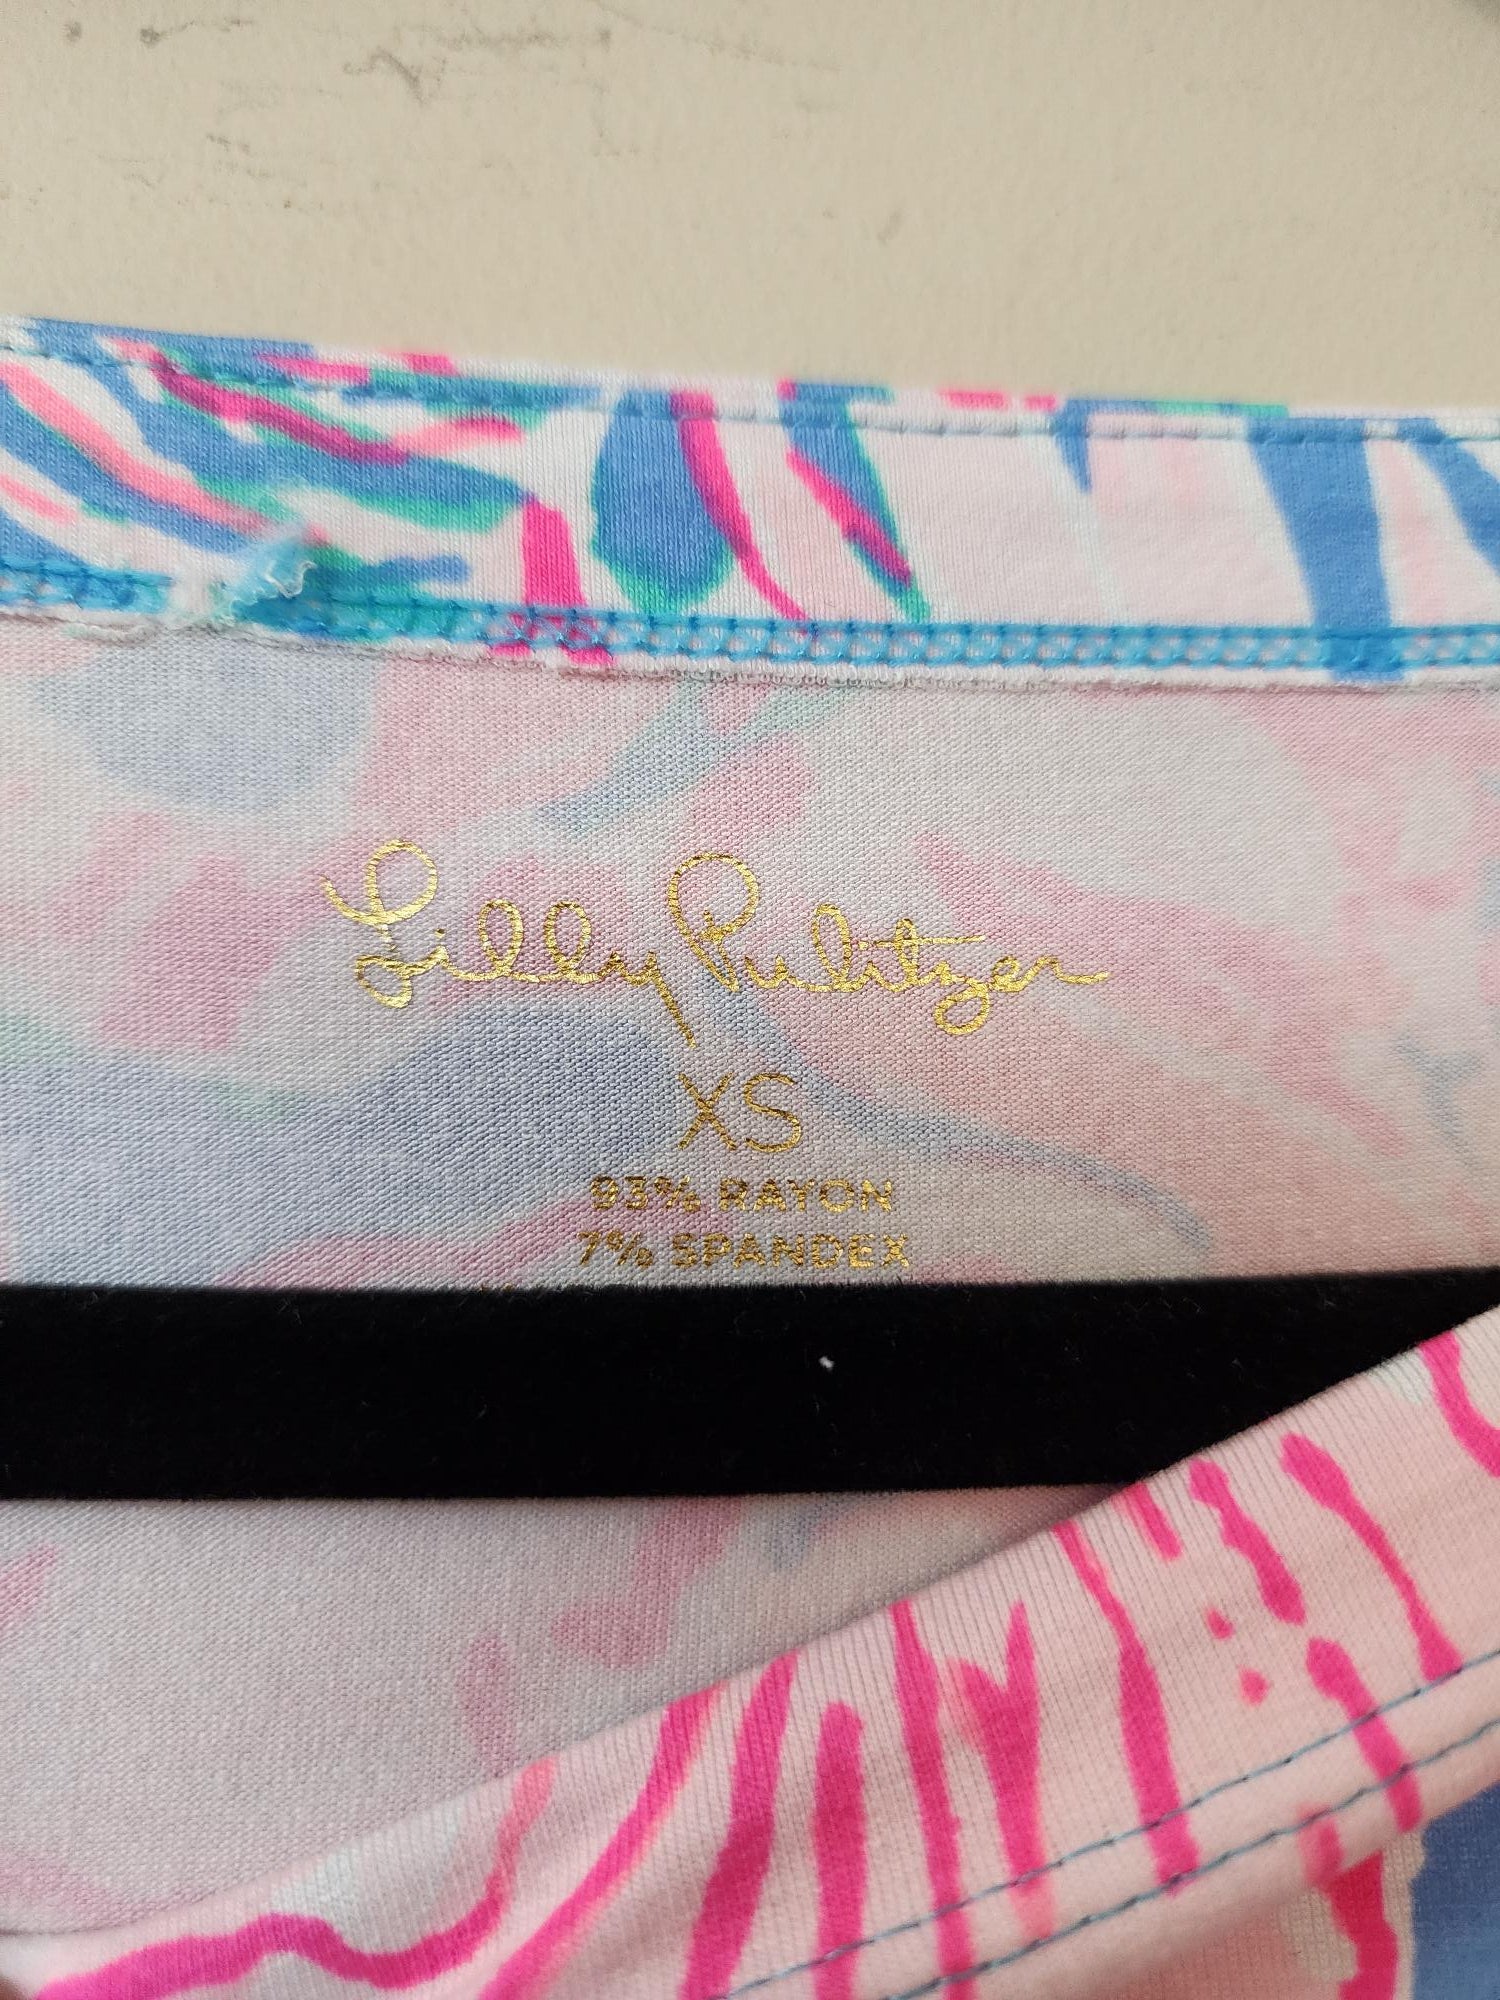 Lilly Pulitzer
XS
93% RAYON
7% SPANDEX